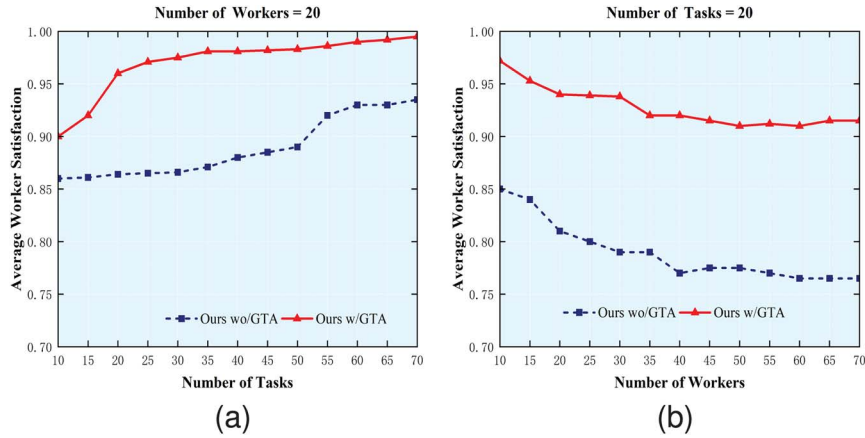 Number of Workers = 20
Average Worker Satisfaction
1.00
0.95
0.90
0.85
0.80
0.75
0.70
Ours wo/GTA
Ours w/GTA
10 15 20 25 30 35 40 45 50 55 60 65 70
Number of Tasks
(a)
Number of Tasks = 20
Average Worker Satisfaction
1.00
0.95
0.90
0.85
0.80
0.75
0.70
Ours wo/GTA
Ours w/GTA
10 15 20 25 30 35 40 45 50 55 60 65 70
Number of Workers
(b)